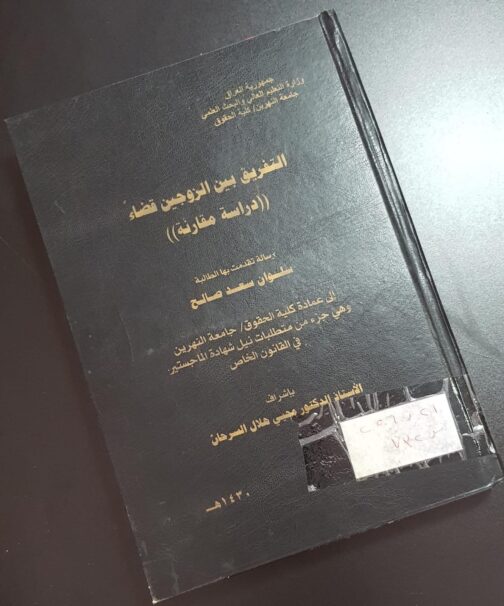 جمهورية العراق
وزارة التعليم العالي والبحث العلمي
جامعة النهرين/ كلية الحقوق
التفريق بين الزوجين قضاءً
((دراسة مقارنة))
رسالة تقدمت بها الطالبة
سلوان سعد صالح
إلى عمادة كلية الحقوق/ جامعة النهرين
وهي جزء من متطلبات نيل شهادة الماجستير
في القانون الخاص
بإشراف
الأستاذ الدكتور محيي هلال السرحان
١٤٣٠هـ